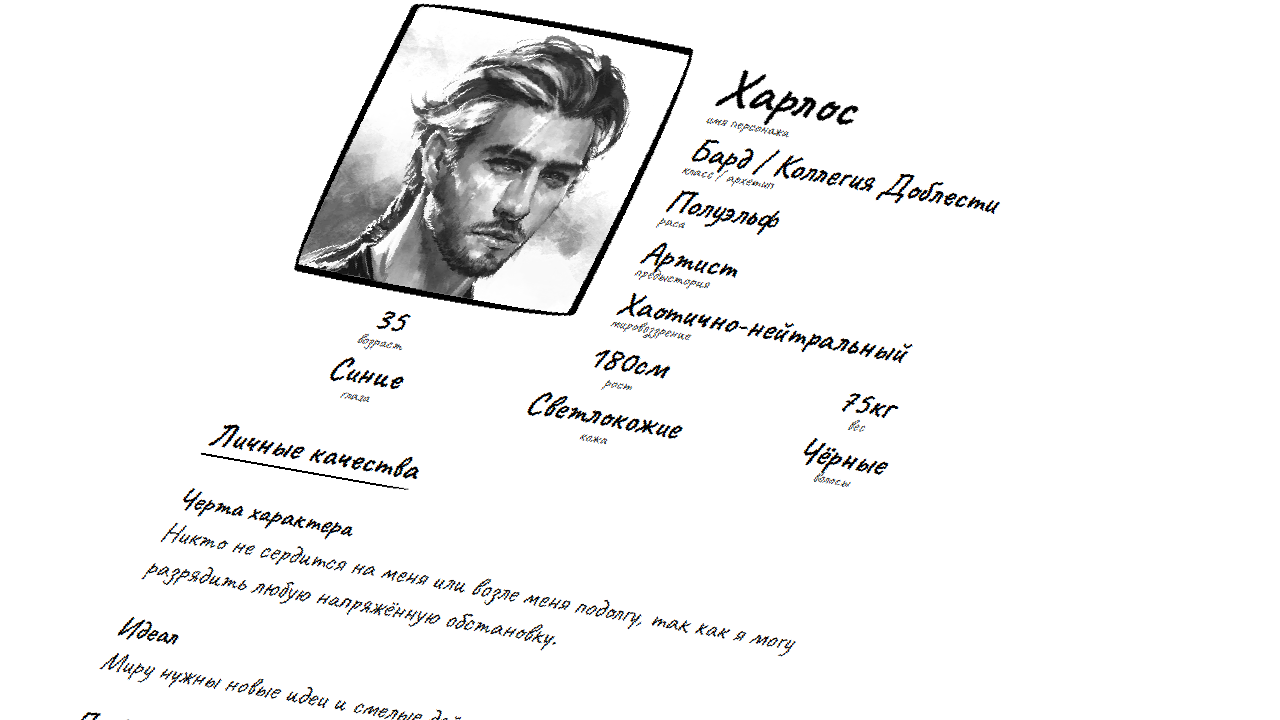 Харлос
имя персонажа
Бард / Коллегия Доблести
класс / архетип
Полуэльф
раса
Артист
предыстория
Хаотично-нейтральный
мировоззрение
35
возраст
180см
рост
75кг
вес
Синие
глаза
Светлокожие
кожа
Чёрные
волосы
Личные качества
Черта характера
Никто не сердится на меня или возле меня подолгу, так как я могу
разрядить любую напряжённую обстановку.
Идеал
Миру нужны новые идеи и смелые